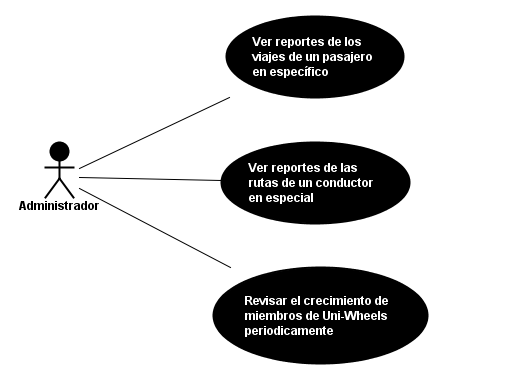 Ver reportes de los
viajes de un pasajero
en específico
Ver reportes de las
rutas de un conductor
en especial
Administrador
Revisar el crecimiento de
miembros de Uni-Wheels
periodicamente